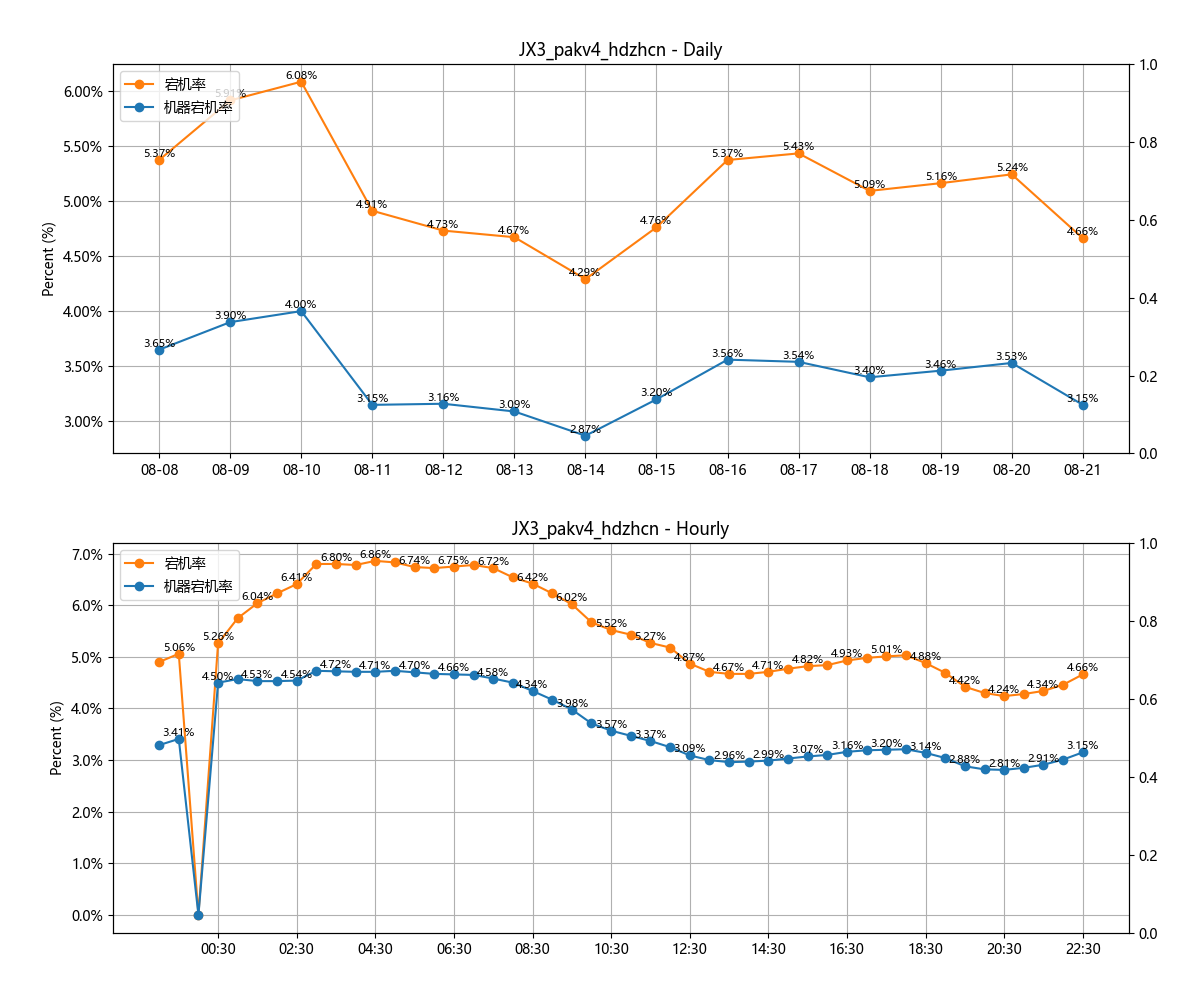 JX3_pakv4_hdzhcn - Daily
宕机率
机器宕机率
Percent (%)
6.00%
5.50%
5.00%
4.50%
4.00%
3.50%
3.00%
1.0
0.8
0.6
0.4
0.2
0.0
5.37% 5.91% 6.08% 4.91% 4.73% 4.67% 4.29% 4.76% 5.37% 5.43% 5.09% 5.16% 5.24% 4.66%
3.65% 3.90% 4.00% 3.15% 3.16% 3.09% 2.87% 3.20% 3.56% 3.54% 3.40% 3.46% 3.53% 3.15%
08-08 08-09 08-10 08-11 08-12 08-13 08-14 08-15 08-16 08-17 08-18 08-19 08-20 08-21
JX3_pakv4_hdzhcn - Hourly
宕机率
机器宕机率
Percent (%)
7.0%
6.0%
5.0%
4.0%
3.0%
2.0%
1.0%
0.0%
1.0
0.8
0.6
0.4
0.2
0.0
5.06% 5.26% 6.04% 6.41% 6.80% 6.86% 6.74% 6.75% 6.72% 6.42% 6.02% 5.52% 5.27% 4.87% 4.67% 4.71% 4.82% 4.93% 5.01% 4.88% 4.42% 4.24% 4.34% 4.66%
3.41% 4.50% 4.53% 4.54% 4.72% 4.71% 4.70% 4.66% 4.58% 4.34% 3.98% 3.57% 3.37% 3.09% 2.96% 2.99% 3.07% 3.16% 3.20% 3.14% 2.88% 2.81% 2.91% 3.15%
00:30 02:30 04:30 06:30 08:30 10:30 12:30 14:30 16:30 18:30 20:30 22:30